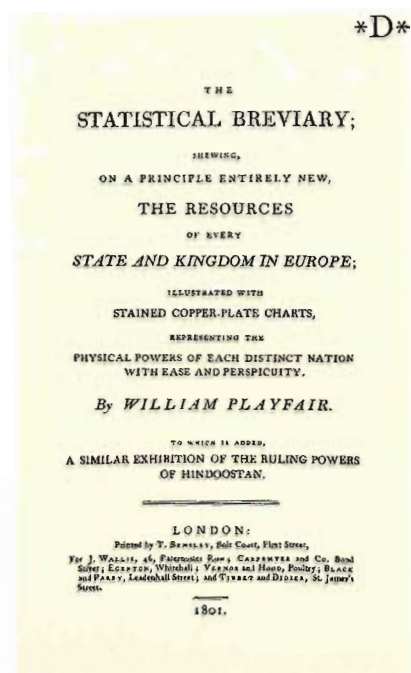 *D*
THE
STATISTICAL BREVIARY;
SHEWING,
ON A PRINCIPLE ENTIRELY NEW,
THE RESOURCES
OF EVERY
STATE AND KINGDOM IN EUROPE;
ILLUSTRATED WITH
STAINED COPPER-PLATE CHARTS,
REPRESENTING THE
PHYSICAL POWERS OF EACH DISTINCT NATION
WITH EASE AND PERSPICUITY.
By WILLIAM PLAYFAIR.
TO WHICH IS ADDED,
A SIMILAR EXHIBITION OF THE RULING POWERS
OF HINDOOSTAN.
LONDON:
Printed by T. BENSLEY, Bolt Court, Fleet Street,
For J. WALLIS, 46, Paternoster Row; CARPENTER and Co. Bond
Street; EGERTON, Whitehall; VERNOR and HOOD, Poultry; BLACK
and PARRY, Leadenhall Street; and TIBBET and DIDIER, St. James's
Street.
1801.